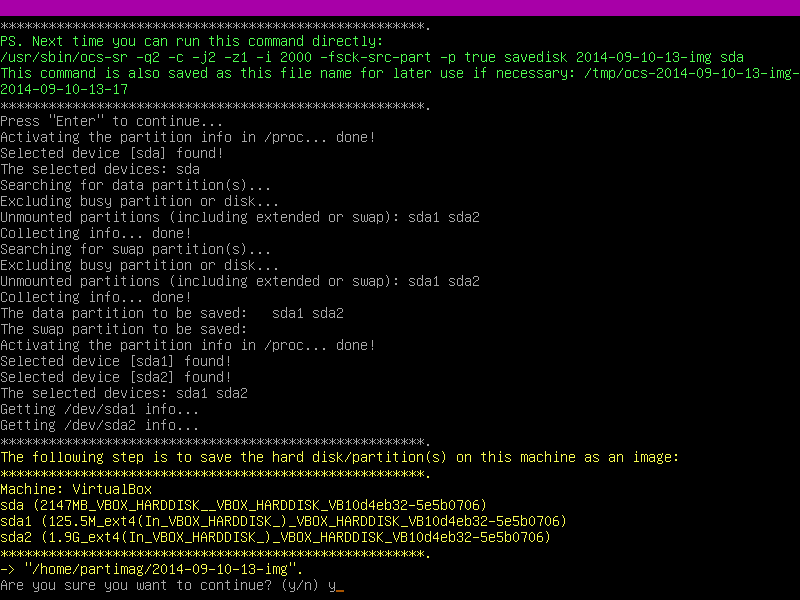 *****************************************************.
PS. Next time you can run this command directly:
/usr/sbin/ocs-sr -q2 -c -j2 -z1 -i 2000 -fsck-src-part -p true savedisk 2014-09-10-13-img sda
This command is also saved as this file name for later use if necessary: /tmp/ocs-2014-09-10-13-img-
2014-09-10-13-17
*****************************************************.
Press "Enter" to continue...
Activating the partition info in /proc... done!
Selected device [sda] found!
The selected devices: sda
Searching for data partition(s)...
Excluding busy partition or disk...
Unmounted partitions (including extended or swap): sda1 sda2
Collecting info... done!
Searching for swap partition(s)...
Excluding busy partition or disk...
Unmounted partitions (including extended or swap): sda1 sda2
Collecting info... done!
The data partition to be saved:   sda1 sda2
The swap partition to be saved:
Activating the partition info in /proc... done!
Selected device [sda1] found!
Selected device [sda2] found!
The selected devices: sda1 sda2
Getting /dev/sda1 info...
Getting /dev/sda2 info...
*****************************************************.
The following step is to save the hard disk/partition(s) on this machine as an image:
*****************************************************.
Machine: VirtualBox
sda (2147MB_VBOX_HARDDISK__VBOX_HARDDISK_VB10d4eb32-5e5b0706)
sda1 (125.5M_ext4(In_VBOX_HARDDISK_)_VBOX_HARDDISK_VB10d4eb32-5e5b0706)
sda2 (1.9G_ext4(In_VBOX_HARDDISK_)_VBOX_HARDDISK_VB10d4eb32-5e5b0706)
*****************************************************.
-> "/home/partimag/2014-09-10-13-img".
Are you sure you want to continue? (y/n) y_